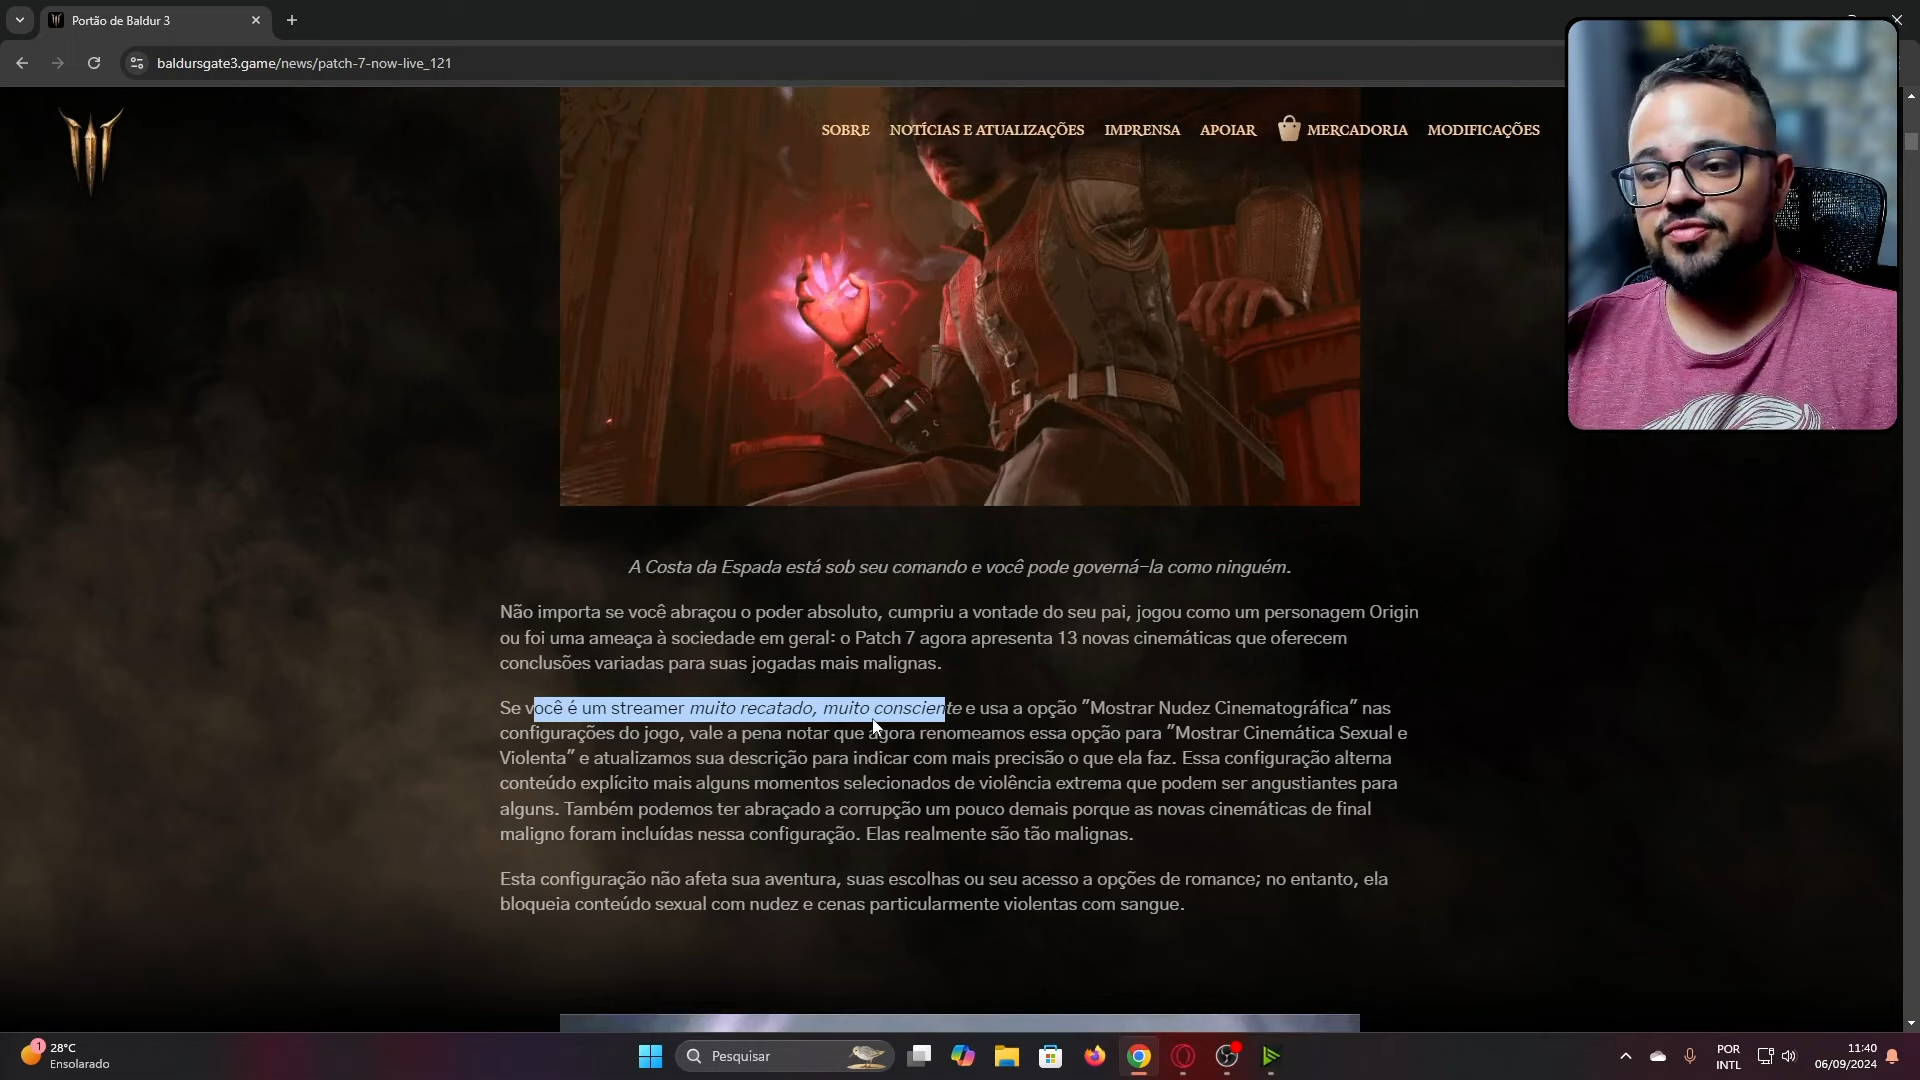 Portão de Baldur 3
baldursgate3.game/news/patch-7-now-live_121
SOBRE NOTÍCIAS E ATUALIZAÇÕES IMPRENSA APOIAR MERCADORIA MODIFICAÇÕES
A Costa da Espada está sob seu comando e você pode governá-la como ninguém.
Não importa se você abraçou o poder absoluto, cumpriu a vontade do seu pai, jogou como um personagem Origin
ou foi uma ameaça à sociedade em geral: o Patch 7 agora apresenta 13 novas cinemáticas que oferecem
conclusões variadas para suas jogadas mais malignas.
Se você é um streamer muito recatado, muito consciente e usa a opção "Mostrar Nudez Cinematográfica" nas
configurações do jogo, vale a pena notar que agora renomeamos essa opção para "Mostrar Cinemática Sexual e
Violenta" e atualizamos sua descrição para indicar com mais precisão o que ela faz. Essa configuração alterna
conteúdo explícito mais alguns momentos selecionados de violência extrema que podem ser angustiantes para
alguns. Também podemos ter abraçado a corrupção um pouco demais porque as novas cinemáticas de final
maligno foram incluídas nessa configuração. Elas realmente são tão malignas.
Esta configuração não afeta sua aventura, suas escolhas ou seu acesso a opções de romance; no entanto, ela
bloqueia conteúdo sexual com nudez e cenas particularmente violentas com sangue.
1
28°C
Ensolarado
Pesquisar
POR
INTL
11:40
06/09/2024